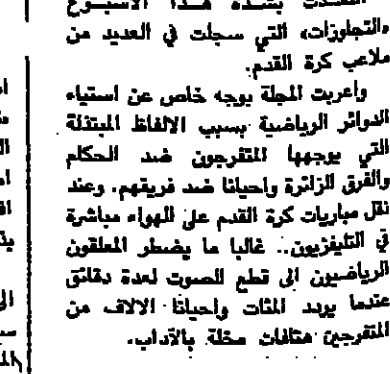 بشدة هذا الأسبوع
«التجاوزات» التي سجلت في العديد من
ملاعب كرة القدم.
واعربت المجلة بوجه خاص عن استياء
الدوائر الرياضية بسبب الالفاظ المبتذلة
التي يوجهها المتفرجون ضد الحكام
والفرق الزائرة واحيانا ضد فريقهم. وعند
نقل مباريات كرة القدم على الهواء مباشرة
في التليفزيون.. غالبا ما يضطر المعلقون
الرياضيون الى قطع الصوت لعدة دقائق
عندما يردد المئات واحيانا الالاف من
المتفرجين هتافات مخلة بالآداب.